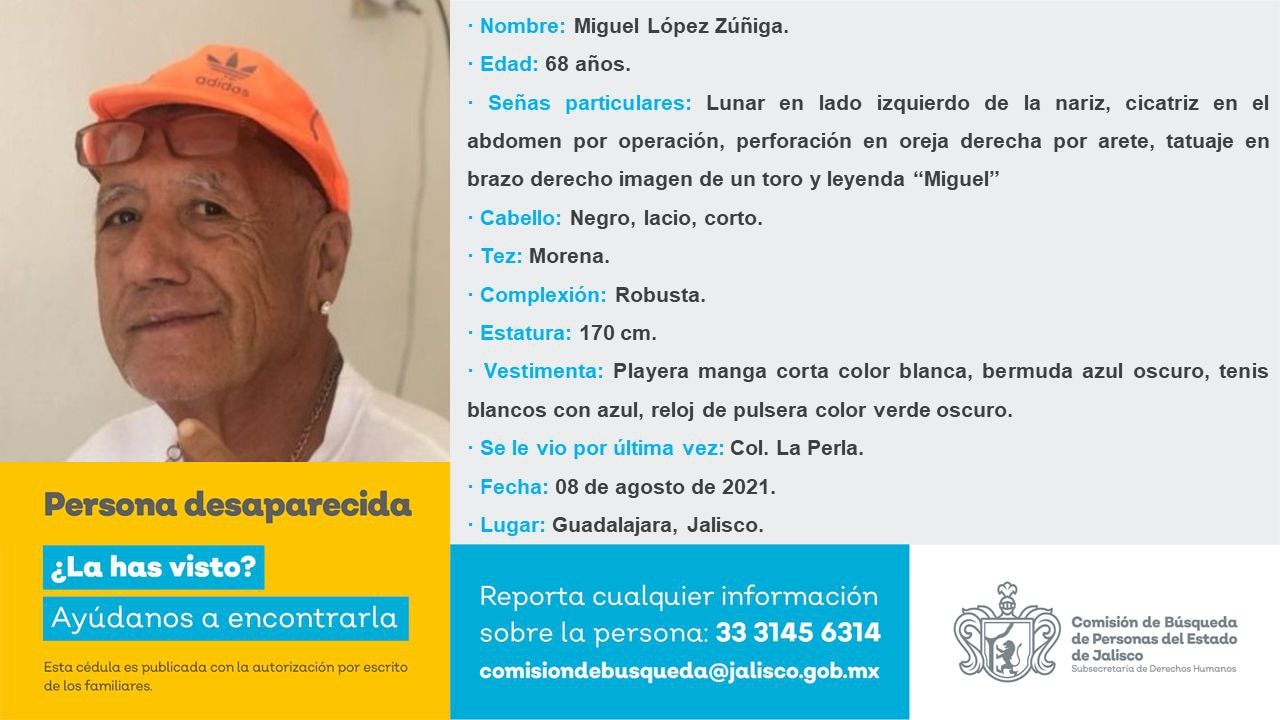 adidas
· Nombre: Miguel López Zúñiga.
· Edad: 68 años.
· Señas particulares: Lunar en lado izquierdo de la nariz, cicatriz en el
abdomen por operación, perforación en oreja derecha por arete, tatuaje en
brazo derecho imagen de un toro y leyenda “Miguel”
· Cabello: Negro, lacio, corto.
· Tez: Morena.
· Complexión: Robusta.
· Estatura: 170 cm.
· Vestimenta: Playera manga corta color blanca, bermuda azul oscuro, tenis
blancos con azul, reloj de pulsera color verde oscuro.
· Se le vio por última vez: Col. La Perla.
· Fecha: 08 de agosto de 2021.
· Lugar: Guadalajara, Jalisco.
Persona desaparecida
¿La has visto?
Ayúdanos a encontrarla
Esta cédula es publicada con la autorización por escrito
de los familiares.
Reporta cualquier información
sobre la persona: 33 3145 6314
comisiondebusqueda@jalisco.gob.mx
Comisión de Búsqueda
de Personas del Estado
de Jalisco
Subsecretaría de Derechos Humanos